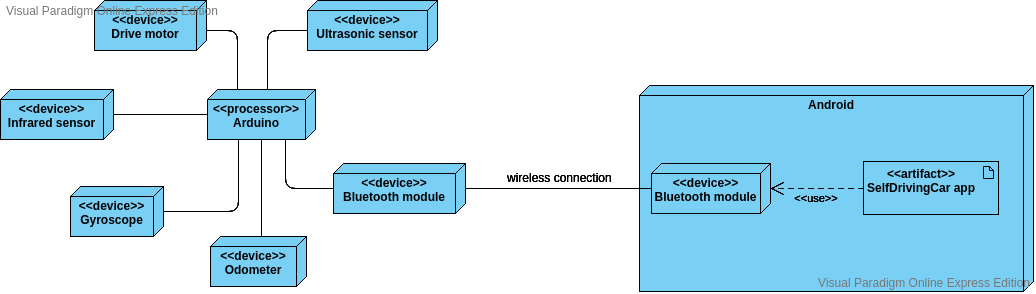 Visual Paradigm Online Express Edition
<<device>>
Drive motor
<<device>>
Ultrasonic sensor
<<device>>
Infrared sensor
<<processor>>
Arduino
Android
<<device>>
Bluetooth module
wireless connection
<<device>>
Bluetooth module
<<use>>
<<artifact>>
SelfDrivingCar app
<<device>>
Gyroscope
<<device>>
Odometer
Visual Paradigm Online Express Edition